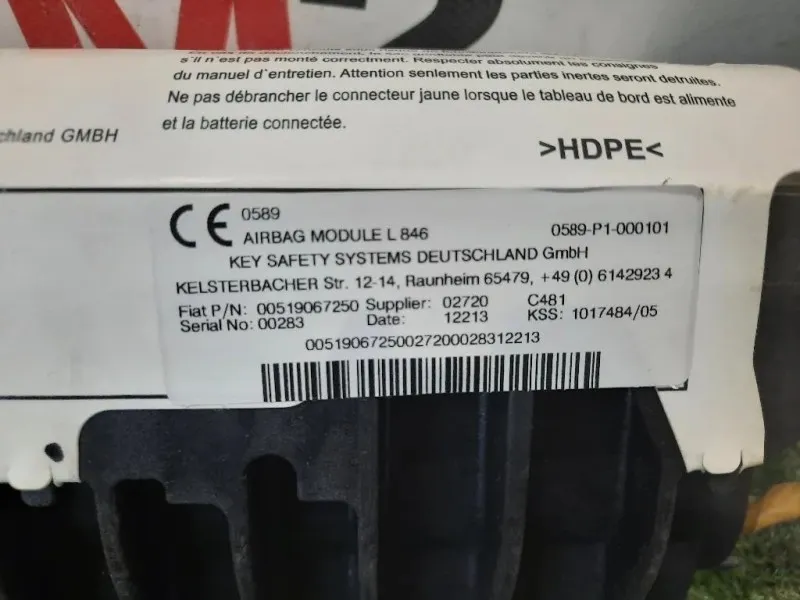 s'il n'est pas monté correctment. Respecter absolument les consignes
du manuel d'entretien. Attention senlement les parties inertes seront detruites.
Ne pas débrancher le connecteur jaune lorsque le tableau de bord est alimente
et la batterie connectée.
chland GMBH
>HDPE<
CE 0589
AIRBAG MODULE L 846 0589-P1-000101
KEY SAFETY SYSTEMS DEUTSCHLAND GmbH
KELSTERBACHER Str. 12-14, Raunheim 65479, +49 (0) 6142923 4
Fiat P/N: 00519067250 Supplier: 02720 C481
Serial No: 00283 Date: 12213 KSS: 1017484/05
00519067250027200028312213